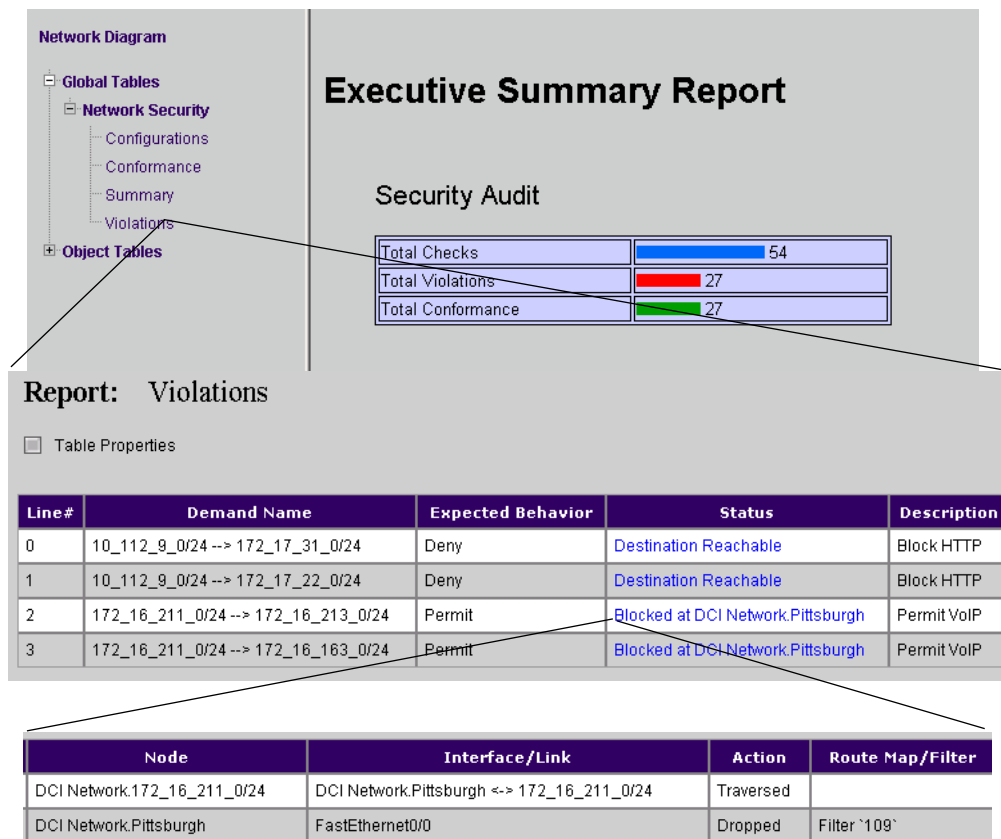 Network Diagram
Global Tables
Network Security
Configurations
Conformance
Summary
Violations
Object Tables
Executive Summary Report
Security Audit
Total Checks 54
Total Violations 27
Total Conformance 27
Report: Violations
Table Properties
Line# Demand Name Expected Behavior Status Description
0 10_112_9_0/24 --> 172_17_31_0/24 Deny Destination Reachable Block HTTP
1 10_112_9_0/24 --> 172_17_22_0/24 Deny Destination Reachable Block HTTP
2 172_16_211_0/24 --> 172_16_213_0/24 Permit Blocked at DCI Network.Pittsburgh Permit VoIP
3 172_16_211_0/24 --> 172_16_163_0/24 Permit Blocked at DCI Network.Pittsburgh Permit VoIP
Node Interface/Link Action Route Map/Filter
DCI Network.172_16_211_0/24 DCI Network.Pittsburgh <-> 172_16_211_0/24 Traversed
DCI Network.Pittsburgh FastEthernet0/0 Dropped Filter `109`